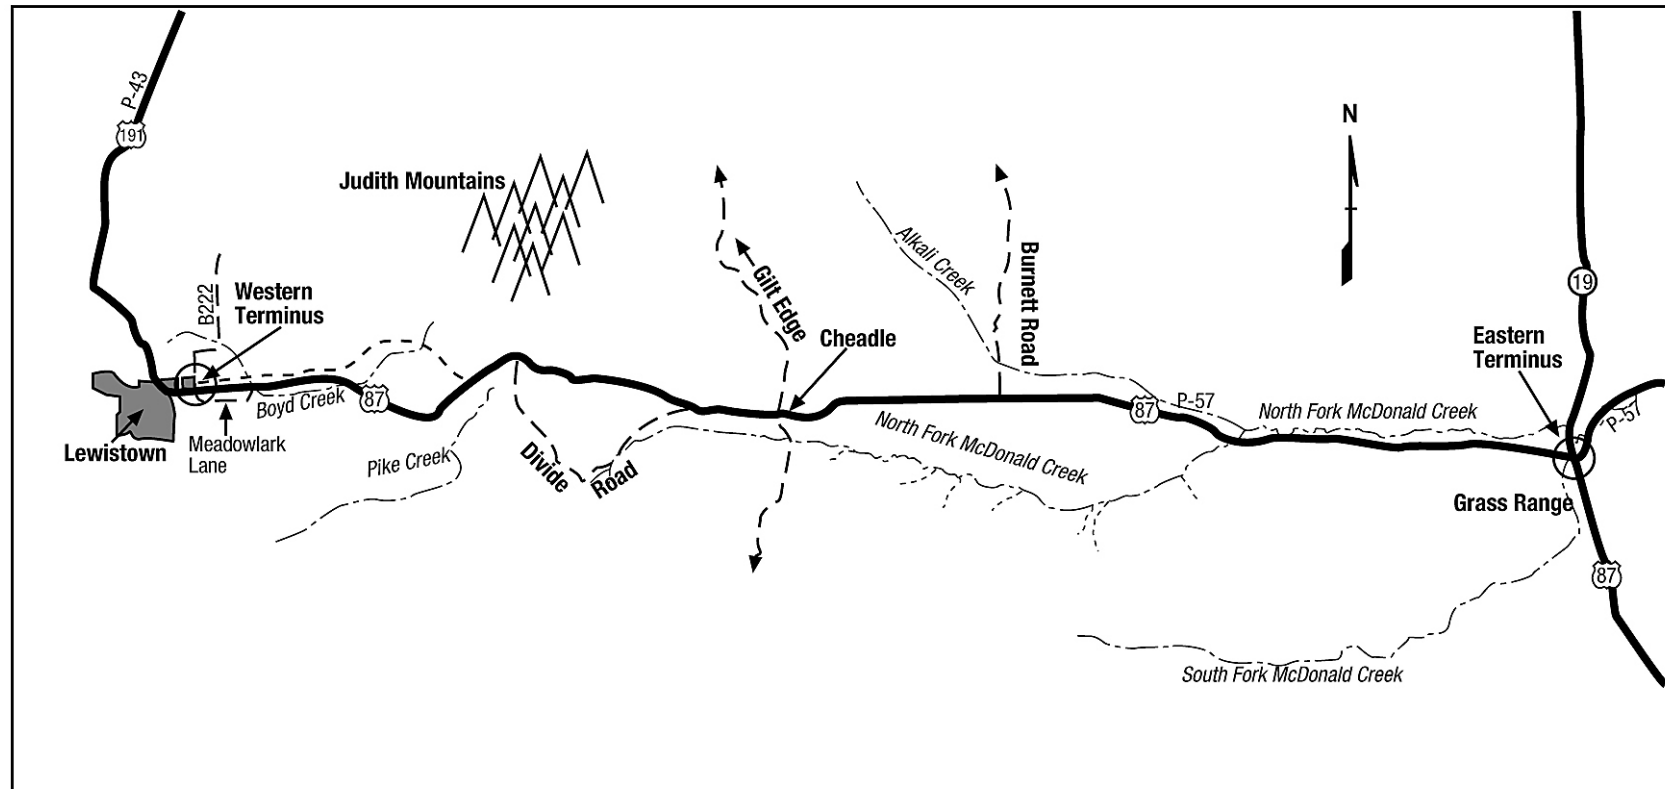 P-43
191
N
Judith Mountains
Alkali Creek
Burnett Road
B222
Western
Terminus
Gilt Edge
19
Cheadle
Eastern
Terminus
87
Boyd Creek
87
P-57
North Fork McDonald Creek
P-57
Lewistown
Meadowlark
Lane
Pike Creek
Divide
Road
North Fork McDonald Creek
Grass Range
87
South Fork McDonald Creek